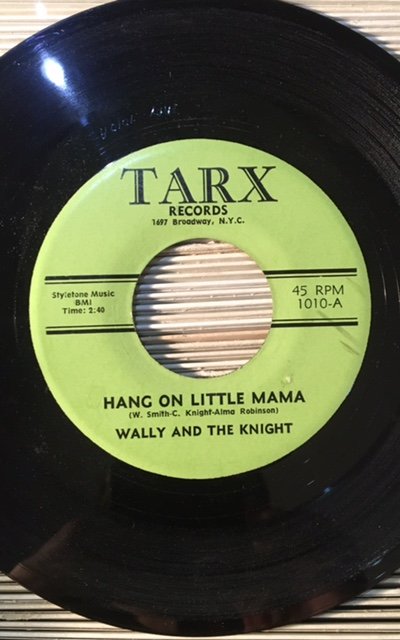 TARX
RECORDS
1697 Broadway, N.Y.C.
Styletone Music
BMI
Time: 2:40
45 RPM
1010-A
HANG ON LITTLE MAMA
(W. Smith-C. Knight-Alma Robinson)
WALLY AND THE KNIGHT